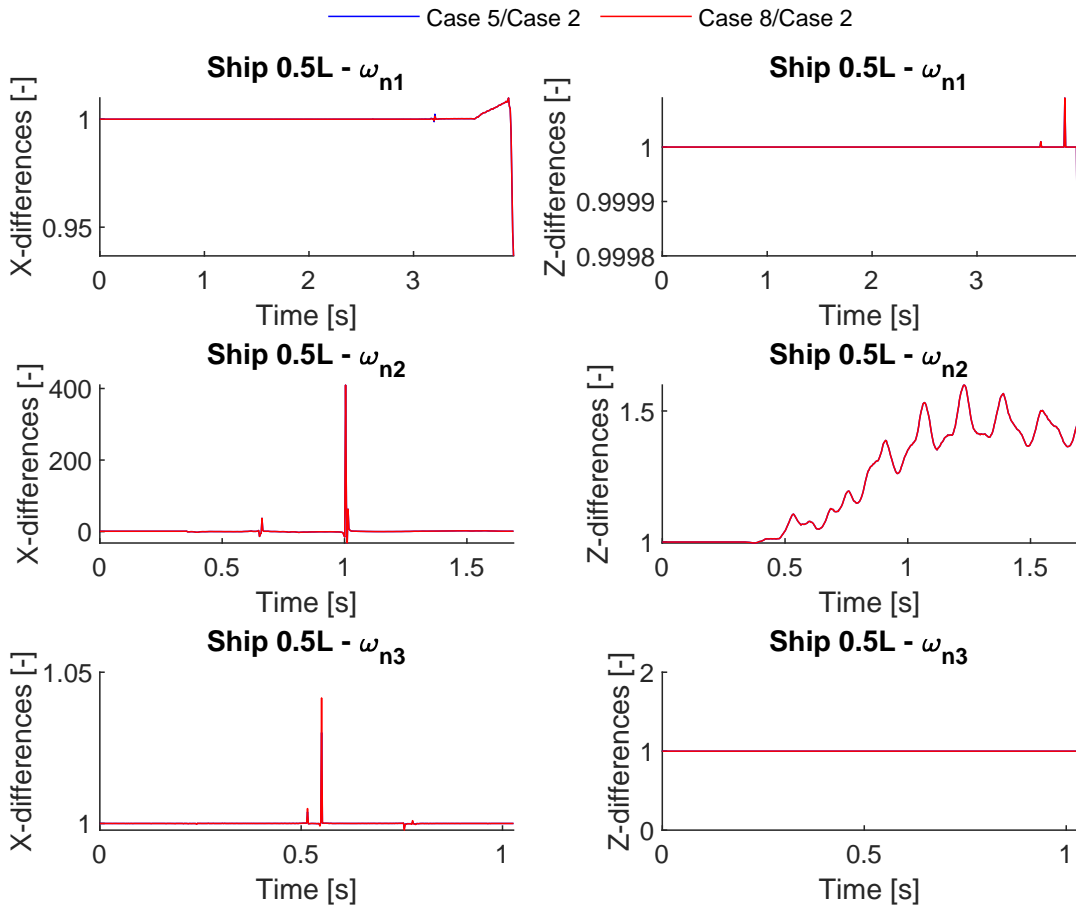 Case 5/Case 2 Case 8/Case 2
Ship 0.5L - ωn1
X-differences [-]
1
0.95
0 1 2 3
Time [s]
Ship 0.5L - ωn1
Z-differences [-]
1
0.9999
0.9998
0 1 2 3
Time [s]
Ship 0.5L - ωn2
X-differences [-]
400
200
0
0 0.5 1 1.5
Time [s]
Ship 0.5L - ωn2
Z-differences [-]
1.5
1
0 0.5 1 1.5
Time [s]
Ship 0.5L - ωn3
X-differences [-]
1.05
1
0 0.5 1
Time [s]
Ship 0.5L - ωn3
Z-differences [-]
2
1
0
0 0.5 1
Time [s]